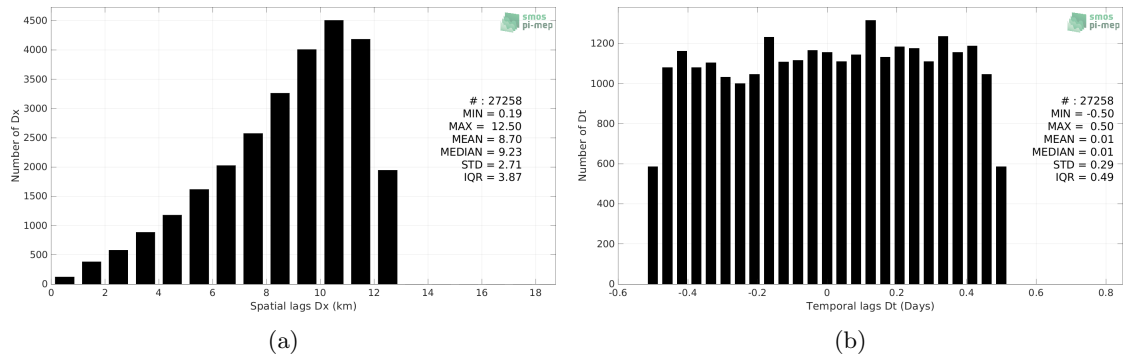 4500
4000
3500
3000
2500
2000
1500
1000
500
0
Number of Dx
smos
pi-mep
# : 27258
MIN = 0.19
MAX = 12.50
MEAN = 8.70
MEDIAN = 9.23
STD = 2.71
IQR = 3.87
0 2 4 6 8 10 12 14 16 18
Spatial lags Dx (km)
(a)
1200
1000
800
600
400
200
0
Number of Dt
smos
pi-mep
# : 27258
MIN = -0.50
MAX = 0.50
MEAN = 0.01
MEDIAN = 0.01
STD = 0.29
IQR = 0.49
-0.6 -0.4 -0.2 0 0.2 0.4 0.6 0.8
Temporal lags Dt (Days)
(b)